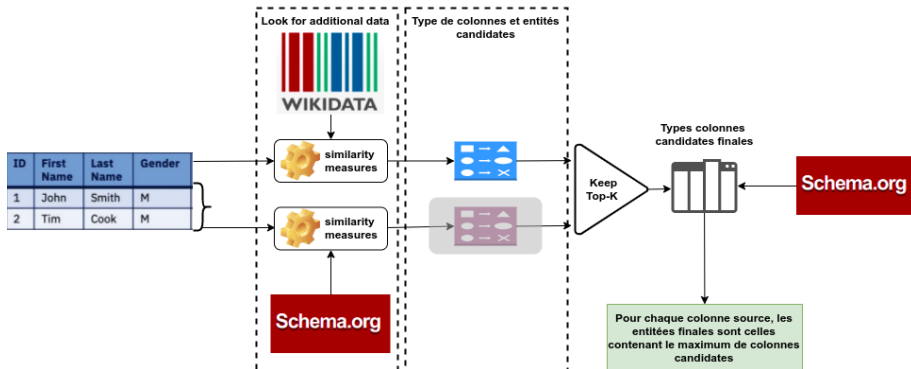 Look for additional data
Type de colonnes et entités
candidates
WIKIDATA
Types colonnes
candidates finales
ID First Name Last Name Gender
1 John Smith M
2 Tim Cook M
similarity
measures
similarity
measures
Keep
Top-K
Schema.org
Schema.org
Pour chaque colonne source, les
entitées finales sont celles
contenant le maximum de colonnes
candidates